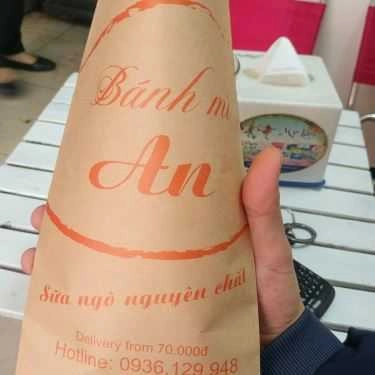 Bánh mì
An
Sữa ngô nguyên chất
Delivery from 70.000đ
Hotline: 0936.129.948